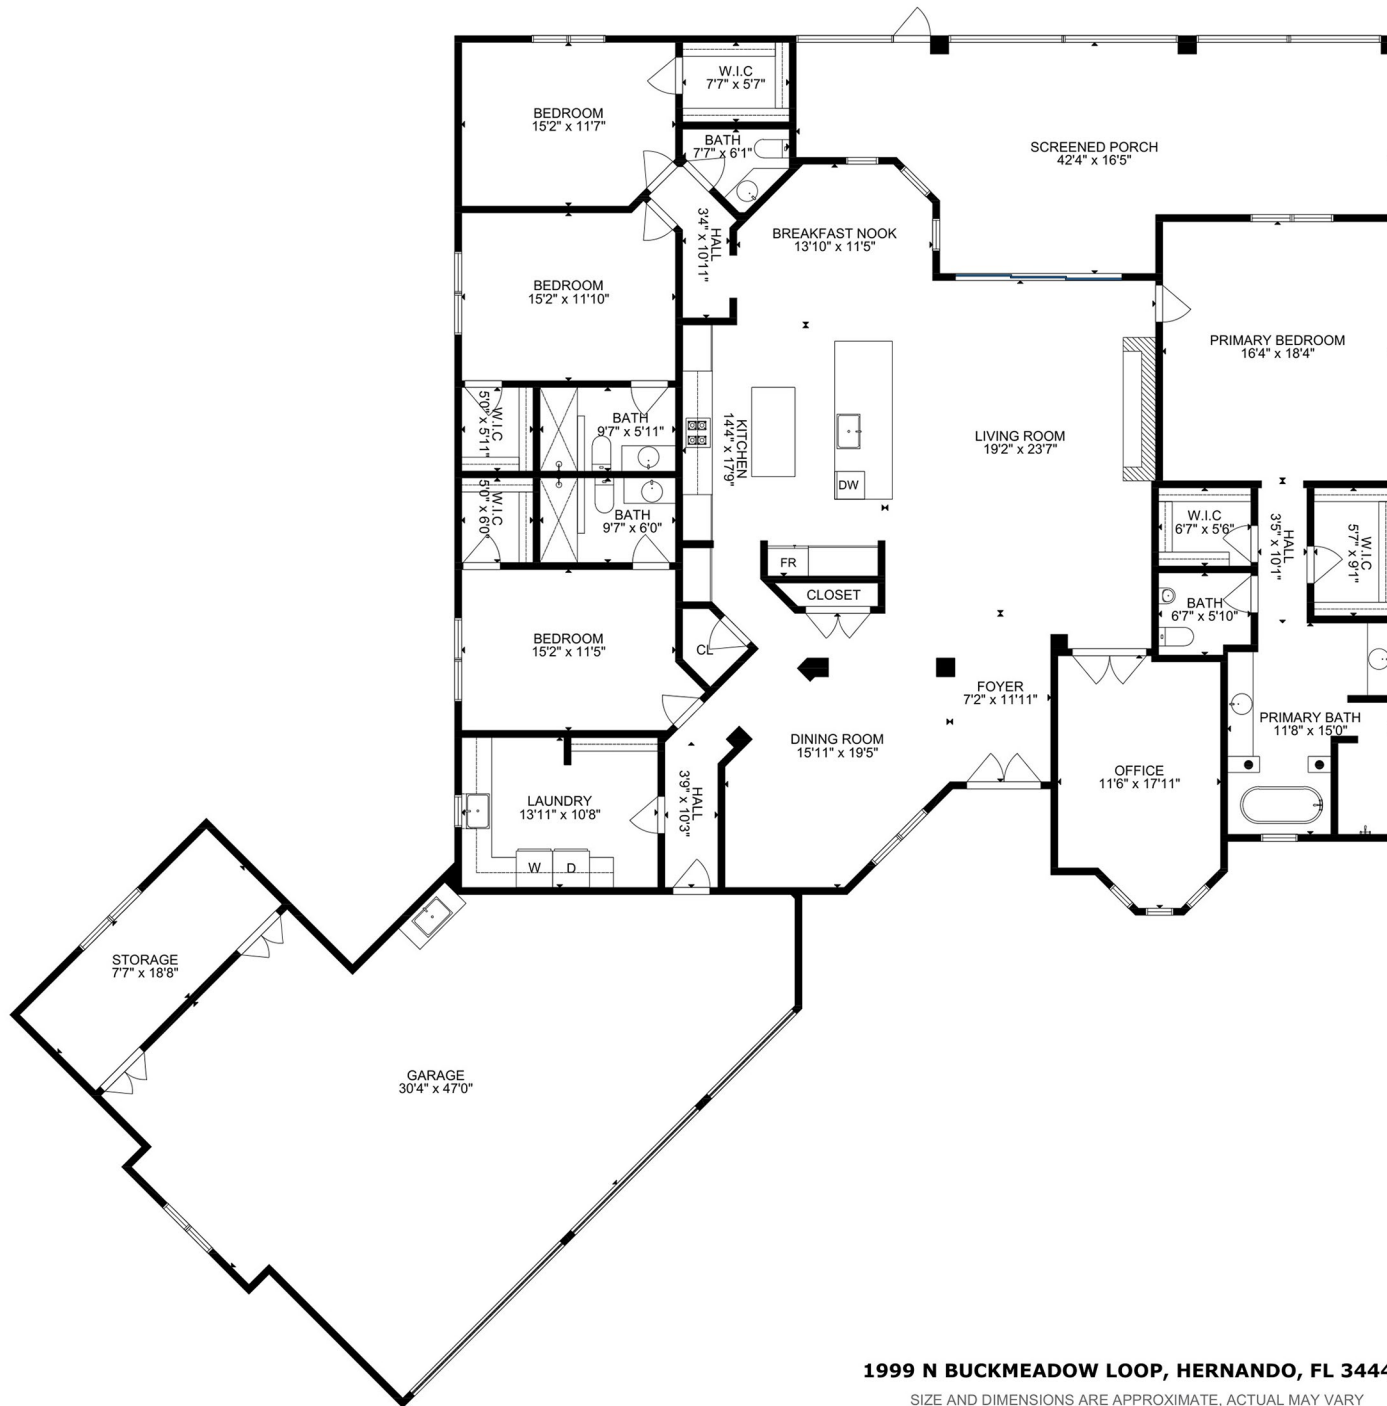 W.I.C
7'7" x 5'7"
BEDROOM
15'2" x 11'7"
BATH
7'7" x 6'1"
SCREENED PORCH
42'4" x 16'5"
HALL
3'4" x 10'11"
BREAKFAST NOOK
13'10" x 11'5"
BEDROOM
15'2" x 11'10"
PRIMARY BEDROOM
16'4" x 18'4"
W.I.C
5'0" x 5'11"
BATH
9'7" x 5'11"
KITCHEN
14'4" x 17'9"
LIVING ROOM
19'2" x 23'7"
DW
W.I.C
5'0" x 6'0"
BATH
9'7" x 6'0"
W.I.C
6'7" x 5'6"
HALL
3'5" x 10'1"
W.I.C
5'7" x 9'1"
FR
CLOSET
BATH
6'7" x 5'10"
BEDROOM
15'2" x 11'5"
CL
FOYER
7'2" x 11'11"
PRIMARY BATH
11'8" x 15'0"
DINING ROOM
15'11" x 19'5"
OFFICE
11'6" x 17'11"
LAUNDRY
13'11" x 10'8"
HALL
3'9" x 10'3"
W
D
STORAGE
7'7" x 18'8"
GARAGE
30'4" x 47'0"
1999 N BUCKMEADOW LOOP, HERNANDO, FL 3444
SIZE AND DIMENSIONS ARE APPROXIMATE, ACTUAL MAY VARY